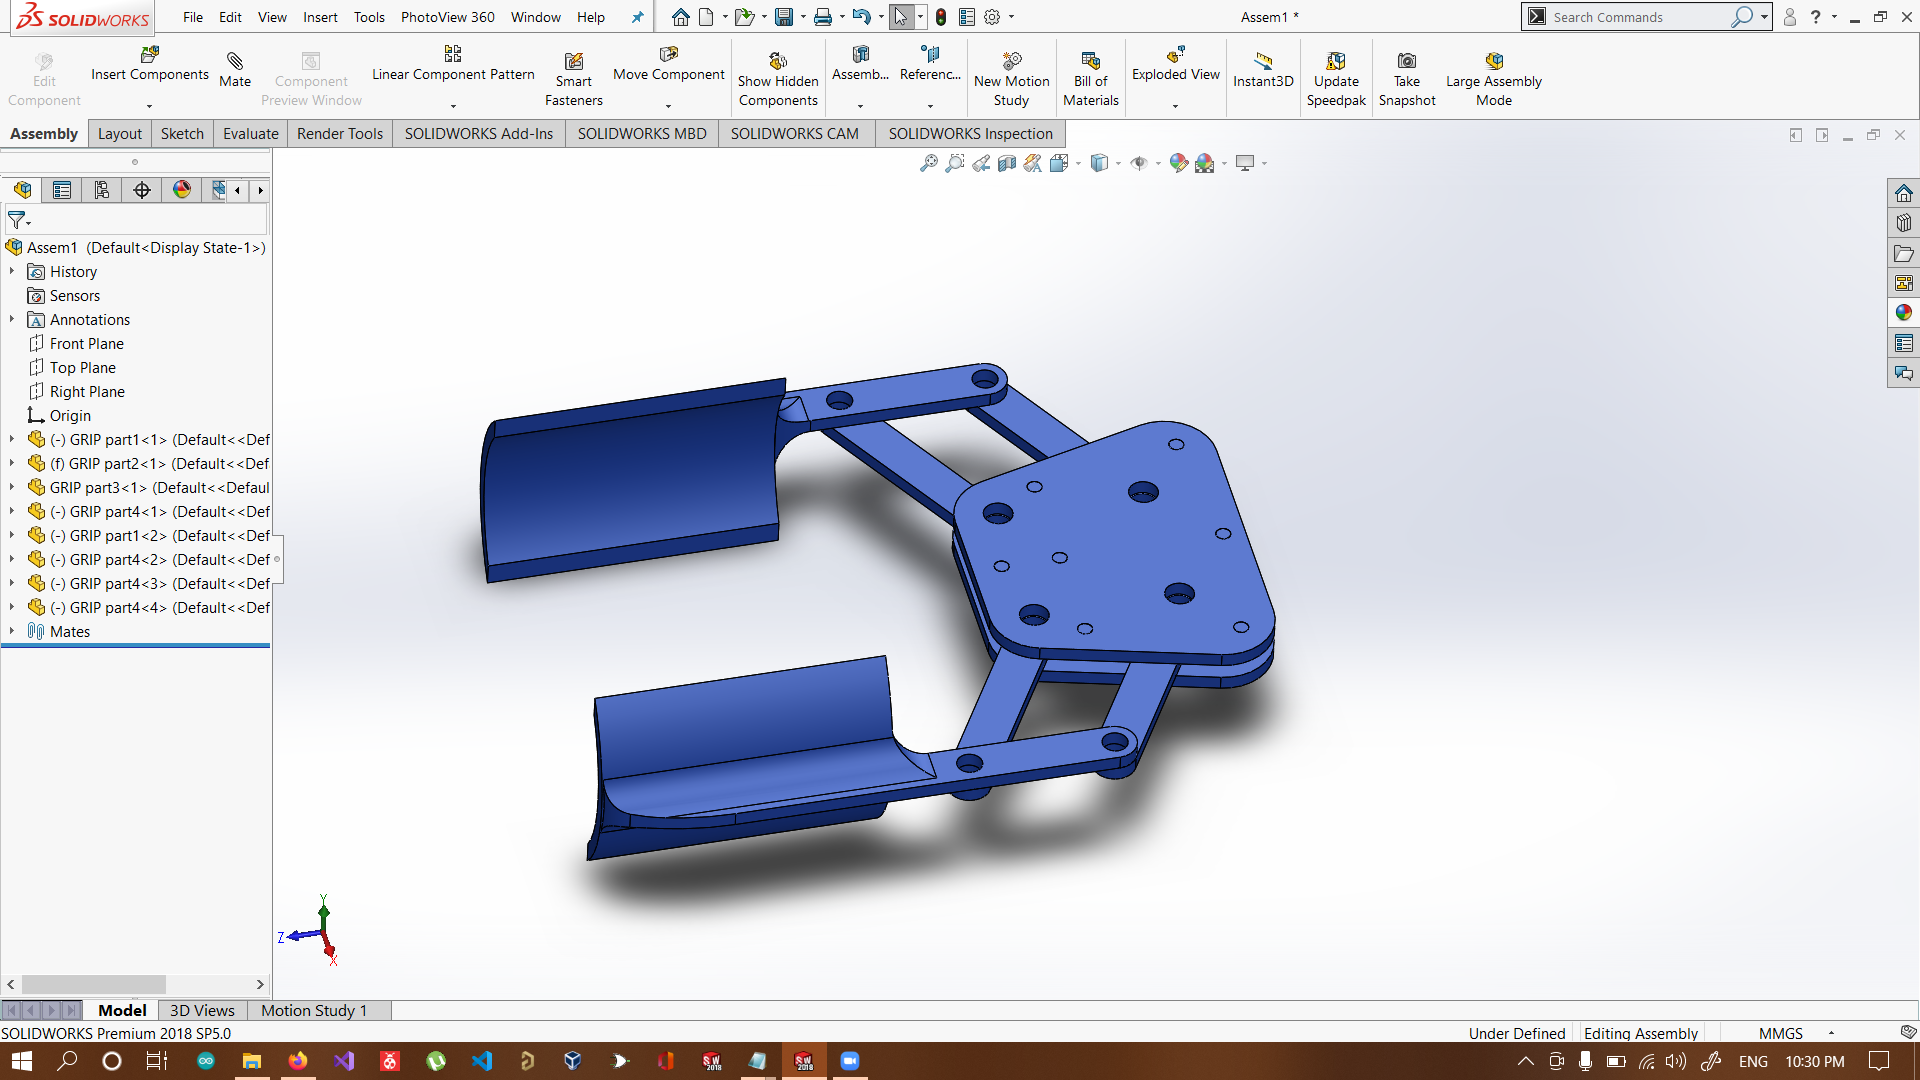 SOLIDWORKS
File Edit View Insert Tools PhotoView 360 Window Help
Assem1 *
Search Commands
?
Edit Component
Insert Components
Mate
Component Preview Window
Linear Component Pattern
Smart Fasteners
Move Component
Show Hidden Components
Assemb...
Referenc...
New Motion Study
Bill of Materials
Exploded View
Instant3D
Update Speedpak
Take Snapshot
Large Assembly Mode
Assembly Layout Sketch Evaluate Render Tools SOLIDWORKS Add-Ins SOLIDWORKS MBD SOLIDWORKS CAM SOLIDWORKS Inspection
Assem1 (Default<Display State-1>)
History
Sensors
A Annotations
Front Plane
Top Plane
Right Plane
Origin
(-) GRIP part1<1> (Default<<Def
(f) GRIP part2<1> (Default<<Def
GRIP part3<1> (Default<<Defaul
(-) GRIP part4<1> (Default<<Def
(-) GRIP part1<2> (Default<<Def
(-) GRIP part4<2> (Default<<Def
(-) GRIP part4<3> (Default<<Def
(-) GRIP part4<4> (Default<<Def
Mates
Y
Z
X
Model 3D Views Motion Study 1
SOLIDWORKS Premium 2018 SP5.0
Under Defined Editing Assembly MMGS
SW 2018
SW 2018
ENG 10:30 PM